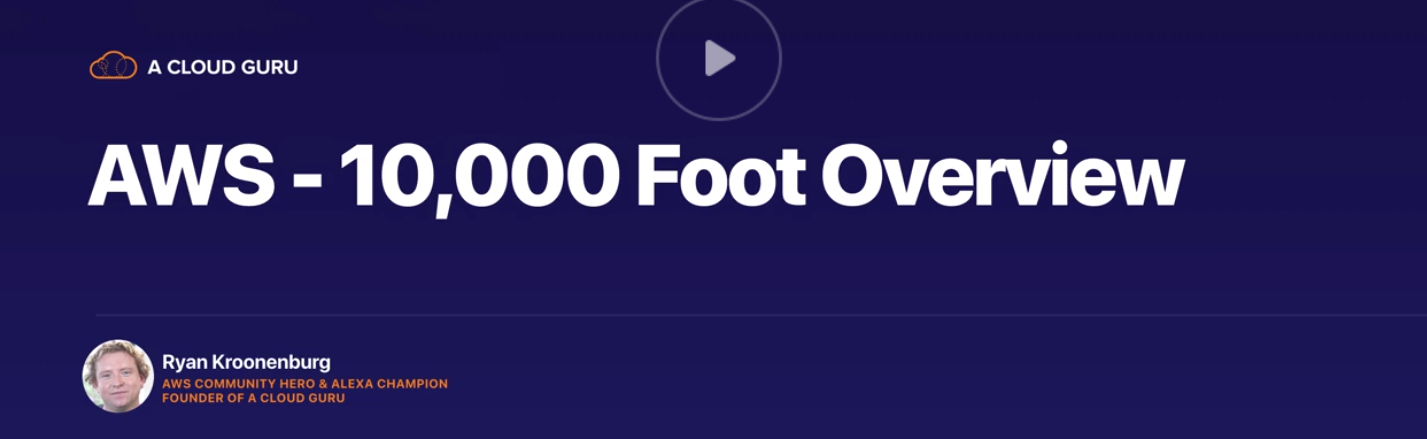 A CLOUD GURU
AWS - 10,000 Foot Overview
Ryan Kroonenburg
AWS COMMUNITY HERO & ALEXA CHAMPION
FOUNDER OF A CLOUD GURU